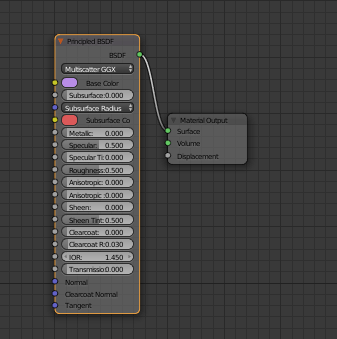 Principled BSDF
BSDF
Multiscatter GGX
Base Color
Subsurface:0.000
Subsurface Radius
Subsurface Co
Metallic: 0.000
Specular: 0.500
Specular Ti: 0.000
Roughness:0.500
Anisotropic: 0.000
Anisotropic :0.000
Sheen: 0.000
Sheen Tint: 0.500
Clearcoat: 0.000
Clearcoat R:0.030
IOR: 1.450
Transmissio:0.000
Normal
Clearcoat Normal
Tangent
Material Output
Surface
Volume
Displacement